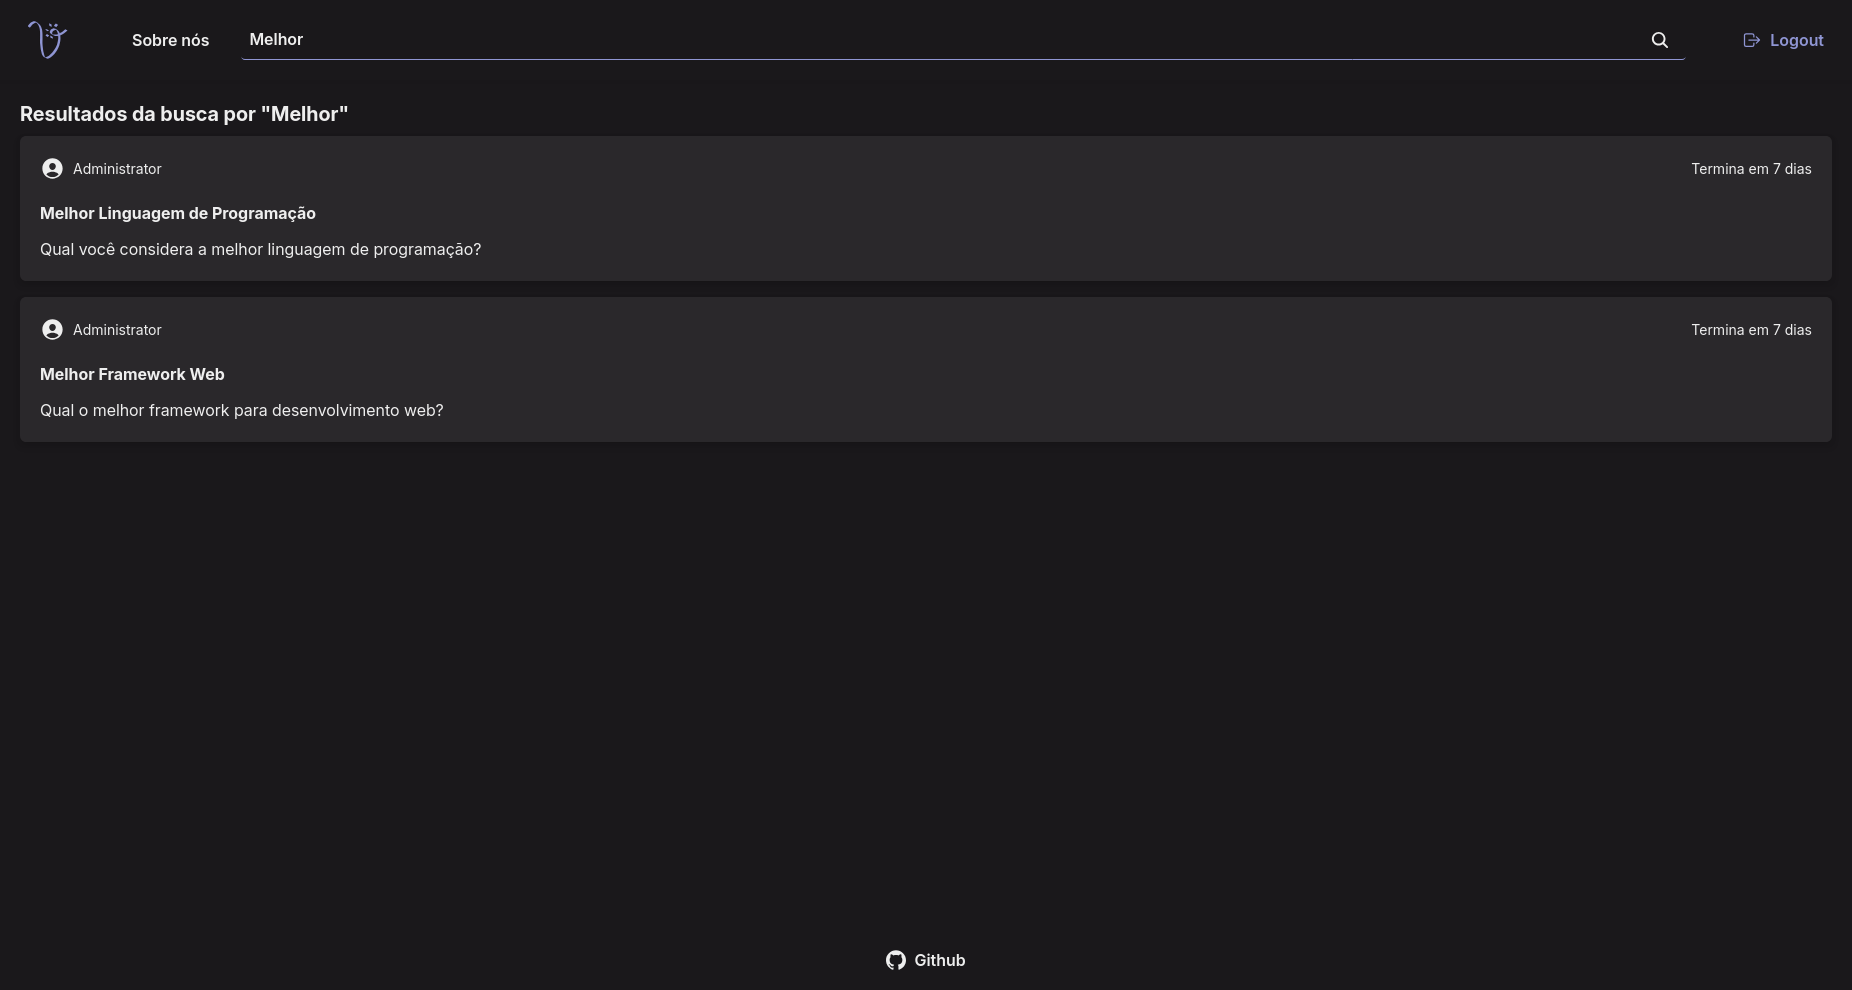 Sobre nós
Melhor
Logout
Resultados da busca por "Melhor"
Administrator
Termina em 7 dias
Melhor Linguagem de Programação
Qual você considera a melhor linguagem de programação?
Administrator
Termina em 7 dias
Melhor Framework Web
Qual o melhor framework para desenvolvimento web?
Github